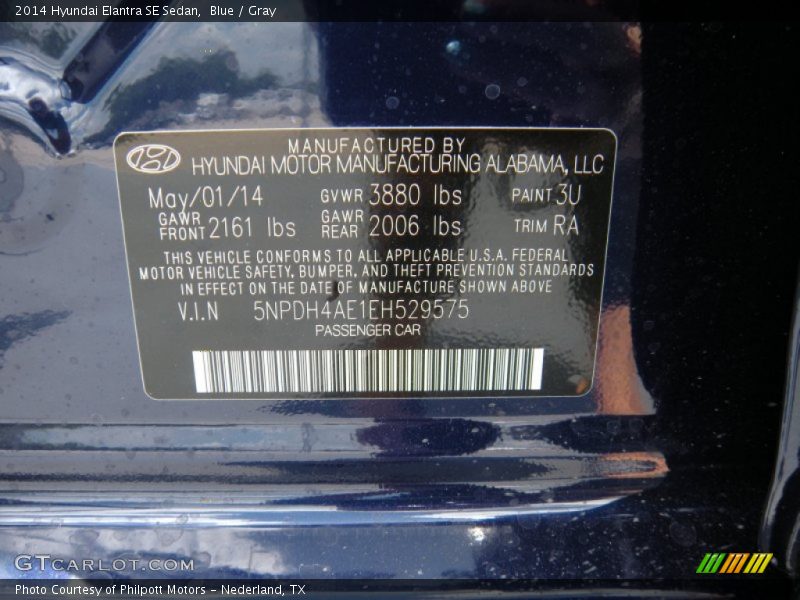 2014 Hyundai Elantra SE Sedan, Blue / Gray
MANUFACTURED BY
HYUNDAI MOTOR MANUFACTURING ALABAMA, LLC
May/01/14 GVWR 3880 lbs PAINT 3U
GAWR FRONT 2161 lbs GAWR REAR 2006 lbs TRIM RA
THIS VEHICLE CONFORMS TO ALL APPLICABLE U.S.A. FEDERAL
MOTOR VEHICLE SAFETY, BUMPER, AND THEFT PREVENTION STANDARDS
IN EFFECT ON THE DATE OF MANUFACTURE SHOWN ABOVE
V.I.N 5NPDH4AE1EH529575
PASSENGER CAR
GTCARLOT.COM
Photo Courtesy of Philpott Motors - Nederland, TX